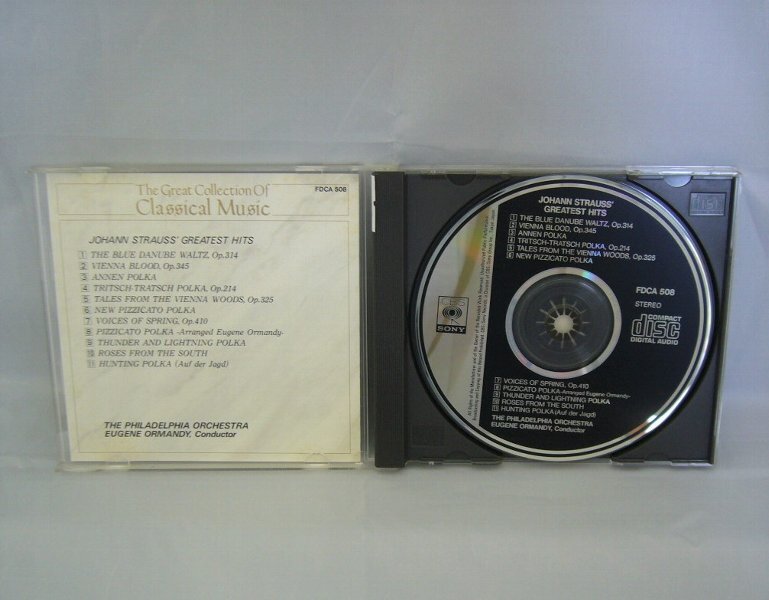 The Great Collection Of
Classical Music
FDCA 508
JOHANN STRAUSS' GREATEST HITS
1 THE BLUE DANUBE WALTZ, Op.314
2 VIENNA BLOOD, Op.345
3 ANNEN POLKA
4 TRITSCH-TRATSCH POLKA, Op.214
5 TALES FROM THE VIENNA WOODS, Op.325
6 NEW PIZZICATO POLKA
7 VOICES OF SPRING, Op.410
8 PIZZICATO POLKA -Arranged Eugene Ormandy-
9 THUNDER AND LIGHTNING POLKA
10 ROSES FROM THE SOUTH
11 HUNTING POLKA (Auf der Jagd)
THE PHILADELPHIA ORCHESTRA
EUGENE ORMANDY, Conductor
JOHANN STRAUSS'
GREATEST HITS
1 THE BLUE DANUBE WALTZ, Op.314
2 VIENNA BLOOD, Op.345
3 ANNEN POLKA
4 TRITSCH-TRATSCH POLKA, Op.214
5 TALES FROM THE VIENNA WOODS, Op.325
6 NEW PIZZICATO POLKA
FDCA 508
STEREO
COMPACT
disc
DIGITAL AUDIO
CBS
SONY
7 VOICES OF SPRING, Op.410
8 PIZZICATO POLKA-Arranged Eugene Ormandy-
9 THUNDER AND LIGHTNING POLKA
10 ROSES FROM THE SOUTH
11 HUNTING POLKA (Auf der Jagd)
THE PHILADELPHIA ORCHESTRA
EUGENE ORMANDY, Conductor